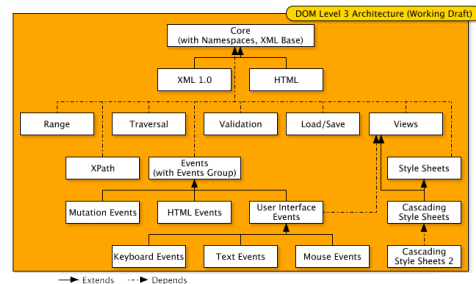 DOM Level 3 Architecture (Working Draft)
Core
(with Namespaces, XML Base)
XML 1.0
HTML
Range
Traversal
Validation
Load/Save
Views
XPath
Events
(with Events Group)
Style Sheets
Mutation Events
HTML Events
User Interface
Events
Cascading
Style Sheets
Keyboard Events
Text Events
Mouse Events
Cascading
Style Sheets 2
Extends
Depends